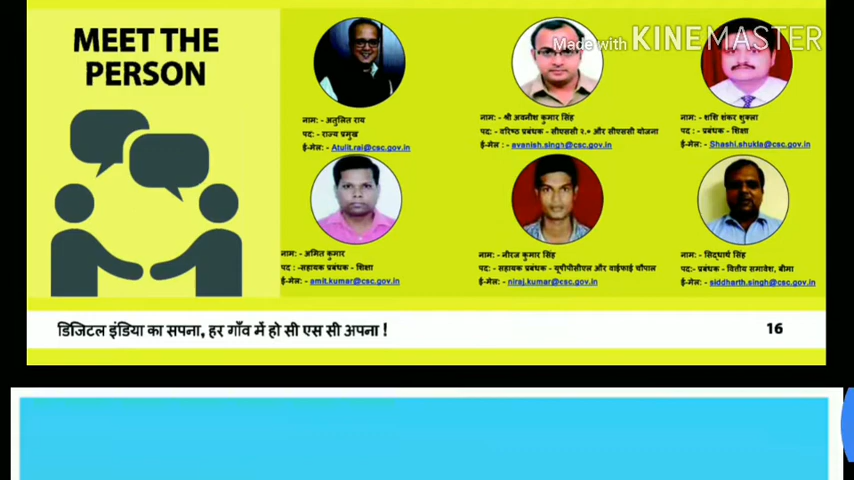 MEET THE
PERSON
Made with KINEMASTER
नाम: - अतुलित राय
पद: - राज्य प्रमुख
ई-मेल: - Atulit.rai@csc.gov.in
नाम: - श्री अवनीश कुमार सिंह
पद: - वरिष्ठ प्रबंधक - सीएससी २.० और सीएससी योजना
ई-मेल : - avanish.singh@csc.gov.in
नाम: - शशि शंकर शुक्ला
पद : - प्रबंधक - शिक्षा
ई-मेल: - Shashi.shukla@csc.gov.in
नाम: - अमित कुमार
पद : -सहायक प्रबंधक - शिक्षा
ई-मेल: - amit.kumar@csc.gov.in
नाम: - नीरज कुमार सिंह
पद: - सहायक प्रबंधक - यूपीपीसीएल और वाईफाई चौपाल
ई-मेल: - niraj.kumar@csc.gov.in
नाम: - सिद्धार्थ सिंह
पद:- प्रबंधक - वित्तीय समावेश, बीमा
ई-मेल: - siddharth.singh@csc.gov.in
डिजिटल इंडिया का सपना, हर गाँव में हो सी एस सी अपना !
16